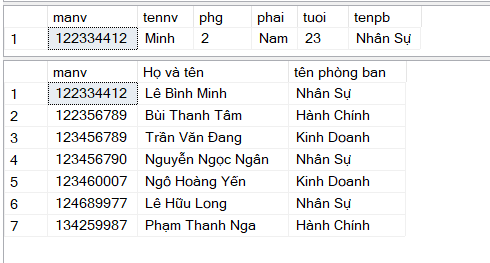 manv tennv phg phai tuoi tenpb
1 122334412 Minh 2 Nam 23 Nhân Sự
manv Họ và tên tên phòng ban
1 122334412 Lê Bình Minh Nhân Sự
2 122356789 Bùi Thanh Tâm Hành Chính
3 123456789 Trần Văn Đang Kinh Doanh
4 123456790 Nguyễn Ngọc Ngân Nhân Sự
5 123460007 Ngô Hoàng Yến Kinh Doanh
6 124689977 Lê Hữu Long Nhân Sự
7 134259987 Phạm Thanh Nga Hành Chính